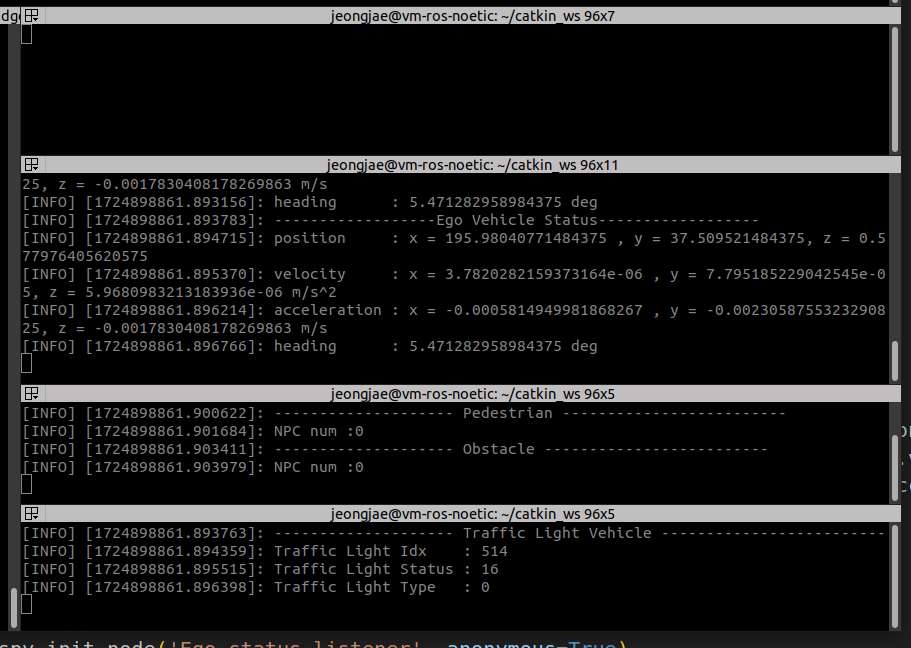 dg
jeongjae@vm-ros-noetic: ~/catkin_ws 96x7
jeongjae@vm-ros-noetic: ~/catkin_ws 96x11
25, z = -0.0017830408178269863 m/s
[INFO] [1724898861.893156]: heading      : 5.471282958984375 deg
[INFO] [1724898861.893783]: ------------------Ego Vehicle Status------------------
[INFO] [1724898861.894715]: position     : x = 195.98040771484375 , y = 37.509521484375, z = 0.5
77976405620575
[INFO] [1724898861.895370]: velocity     : x = 3.7820282159373164e-06 , y = 7.795185229042545e-0
5, z = 5.9680983213183936e-06 m/s^2
[INFO] [1724898861.896214]: acceleration : x = -0.0005814949981868267 , y = -0.00230587553232908
25, z = -0.0017830408178269863 m/s
[INFO] [1724898861.896766]: heading      : 5.471282958984375 deg
jeongjae@vm-ros-noetic: ~/catkin_ws 96x5
[INFO] [1724898861.900622]: -------------------- Pedestrian -------------------------
[INFO] [1724898861.901684]: NPC num :0
[INFO] [1724898861.903411]: -------------------- Obstacle -------------------------
[INFO] [1724898861.903979]: NPC num :0
jeongjae@vm-ros-noetic: ~/catkin_ws 96x5
[INFO] [1724898861.893763]: -------------------- Traffic Light Vehicle -------------------------
[INFO] [1724898861.894359]: Traffic Light Idx    : 514
[INFO] [1724898861.895515]: Traffic Light Status : 16
[INFO] [1724898861.896398]: Traffic Light Type   : 0
spy.init_node('Ego_status_listener', anonymous=True)